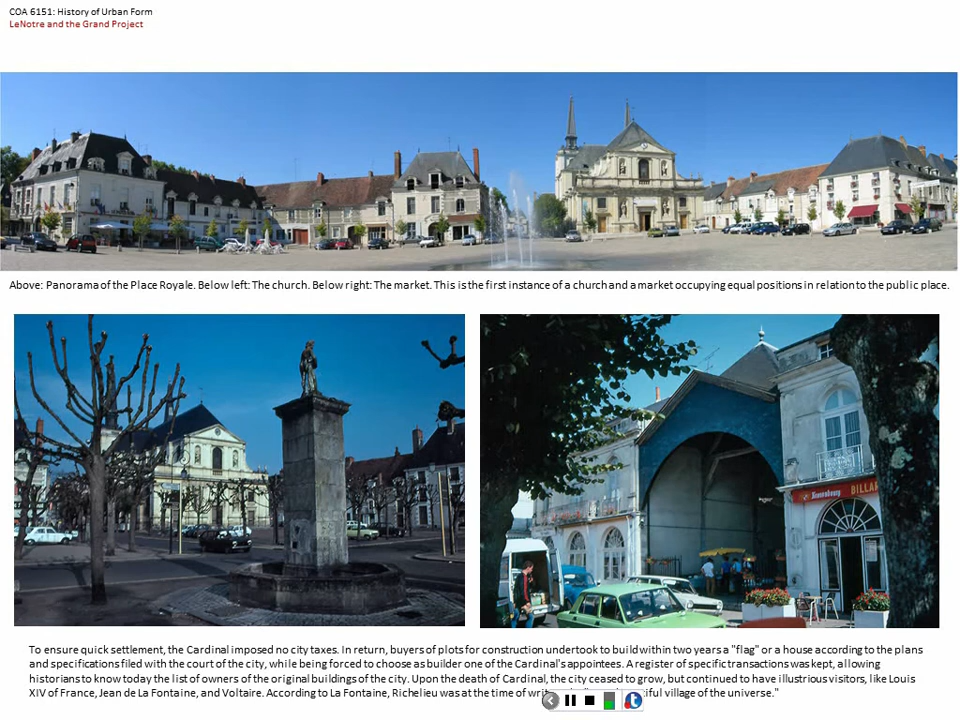 COA 6151: History of Urban Form
LeNotre and the Grand Project
Above: Panorama of the Place Royale. Below left: The church. Below right: The market. This is the first instance of a church and a market occupying equal positions in relation to the public place.
BILLAR
To ensure quick settlement, the Cardinal imposed no city taxes. In return, buyers of plots for construction undertook to build within two years a "flag" or a house according to the plans
and specifications filed with the court of the city, while being forced to choose as builder one of the Cardinal's appointees. A register of specific transactions was kept, allowing
historians to know today the list of owners of the original buildings of the city. Upon the death of Cardinal, the city ceased to grow, but continued to have illustrious visitors, like Louis
XIV of France, Jean de La Fontaine, and Voltaire. According to La Fontaine, Richelieu was at the time of village of the universe."